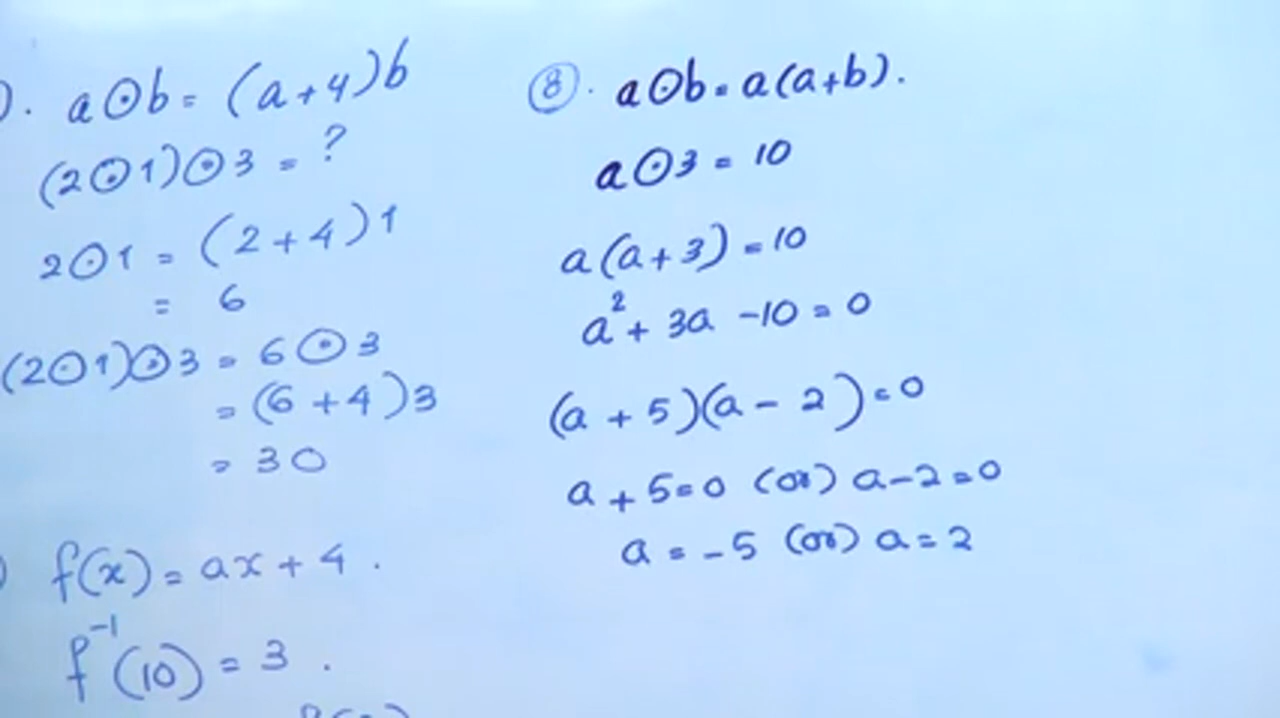 ). a⊙b = (a+4)b
(2⊙1)⊙3 = ?
2⊙1 = (2+4)1
= 6
(2⊙1)⊙3 = 6⊙3
= (6+4)3
= 30
) f(x) = ax+4.
f⁻¹(10) = 3.
⑧. a⊙b = a(a+b).
a⊙3 = 10
a(a+3) = 10
a²+3a-10=0
(a+5)(a-2)=0
a+5=0 (or) a-2=0
a=-5 (or) a=2